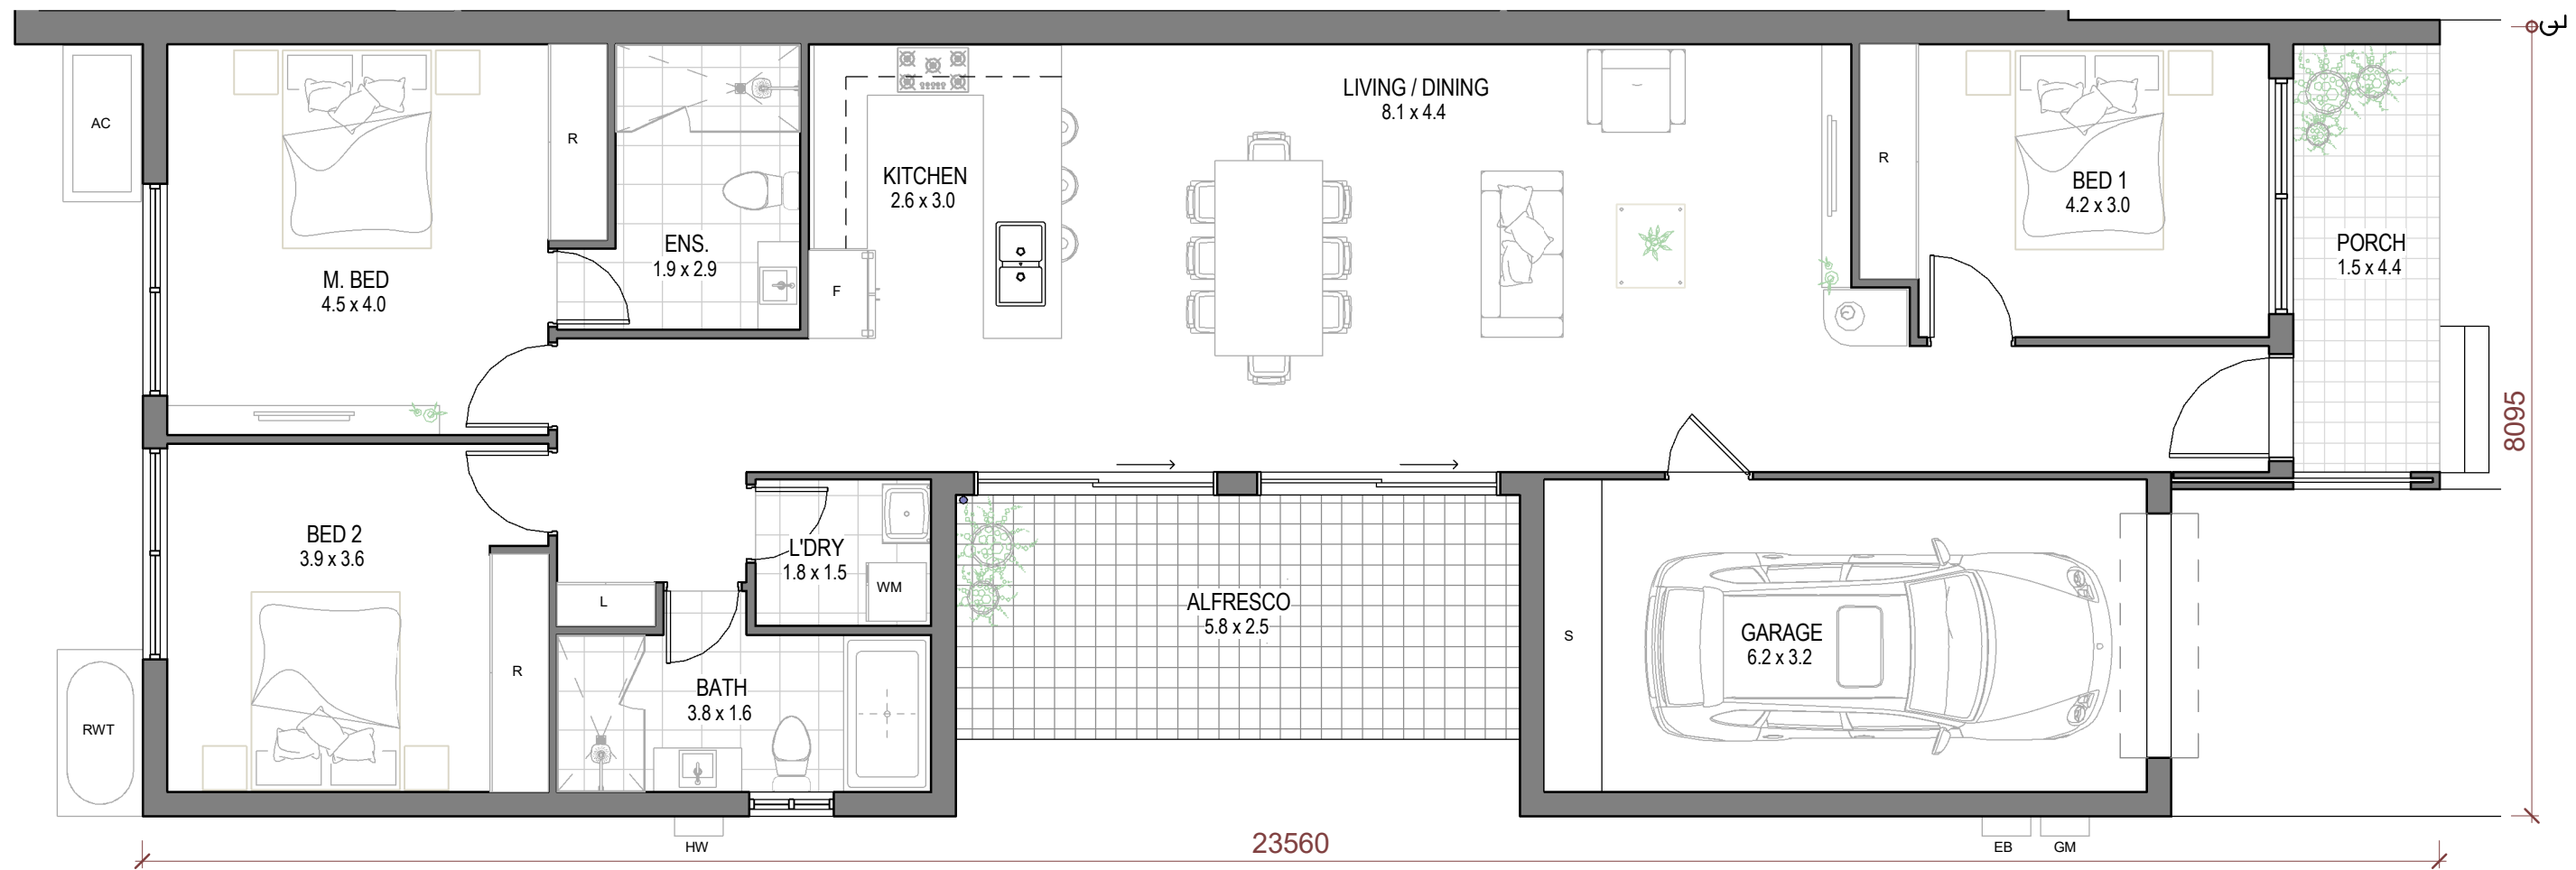 AC
M. BED
4.5 x 4.0
R
ENS.
1.9 x 2.9
KITCHEN
2.6 x 3.0
F
LIVING / DINING
8.1 x 4.4
R
BED 1
4.2 x 3.0
PORCH
1.5 x 4.4
8095
BED 2
3.9 x 3.6
R
RWT
L
L'DRY
1.8 x 1.5
WM
BATH
3.8 x 1.6
ALFRESCO
5.8 x 2.5
S
GARAGE
6.2 x 3.2
HW
EB
GM
23560